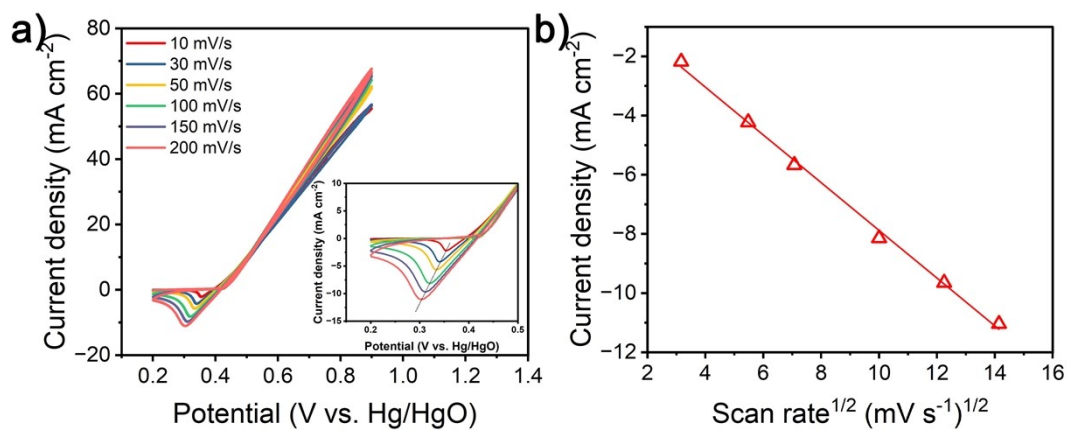 a)
Current density (mA cm⁻²)
80
60
40
20
0
−20
10 mV/s
30 mV/s
50 mV/s
100 mV/s
150 mV/s
200 mV/s
Current density (mA cm⁻²)
10
5
0
−5
−10
−15
0.2 0.3 0.4 0.5
Potential (V vs. Hg/HgO)
0.2 0.4 0.6 0.8 1.0 1.2 1.4
Potential (V vs. Hg/HgO)
b)
Current density (mA cm⁻²)
−2
−4
−6
−8
−10
−12
2 4 6 8 10 12 14 16
Scan rate¹ᐟ² (mV s⁻¹)¹ᐟ²